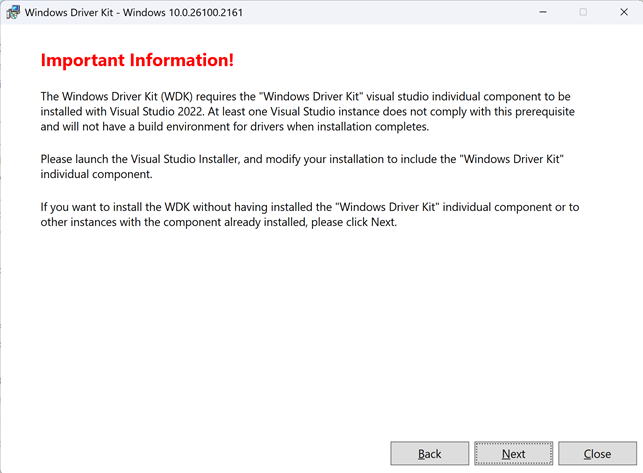 Windows Driver Kit - Windows 10.0.26100.2161
Important Information!
The Windows Driver Kit (WDK) requires the "Windows Driver Kit" visual studio individual component to be
installed with Visual Studio 2022. At least one Visual Studio instance does not comply with this prerequisite
and will not have a build environment for drivers when installation completes.
Please launch the Visual Studio Installer, and modify your installation to include the "Windows Driver Kit"
individual component.
If you want to install the WDK without having installed the "Windows Driver Kit" individual component or to
other instances with the component already installed, please click Next.
Back
Next
Close